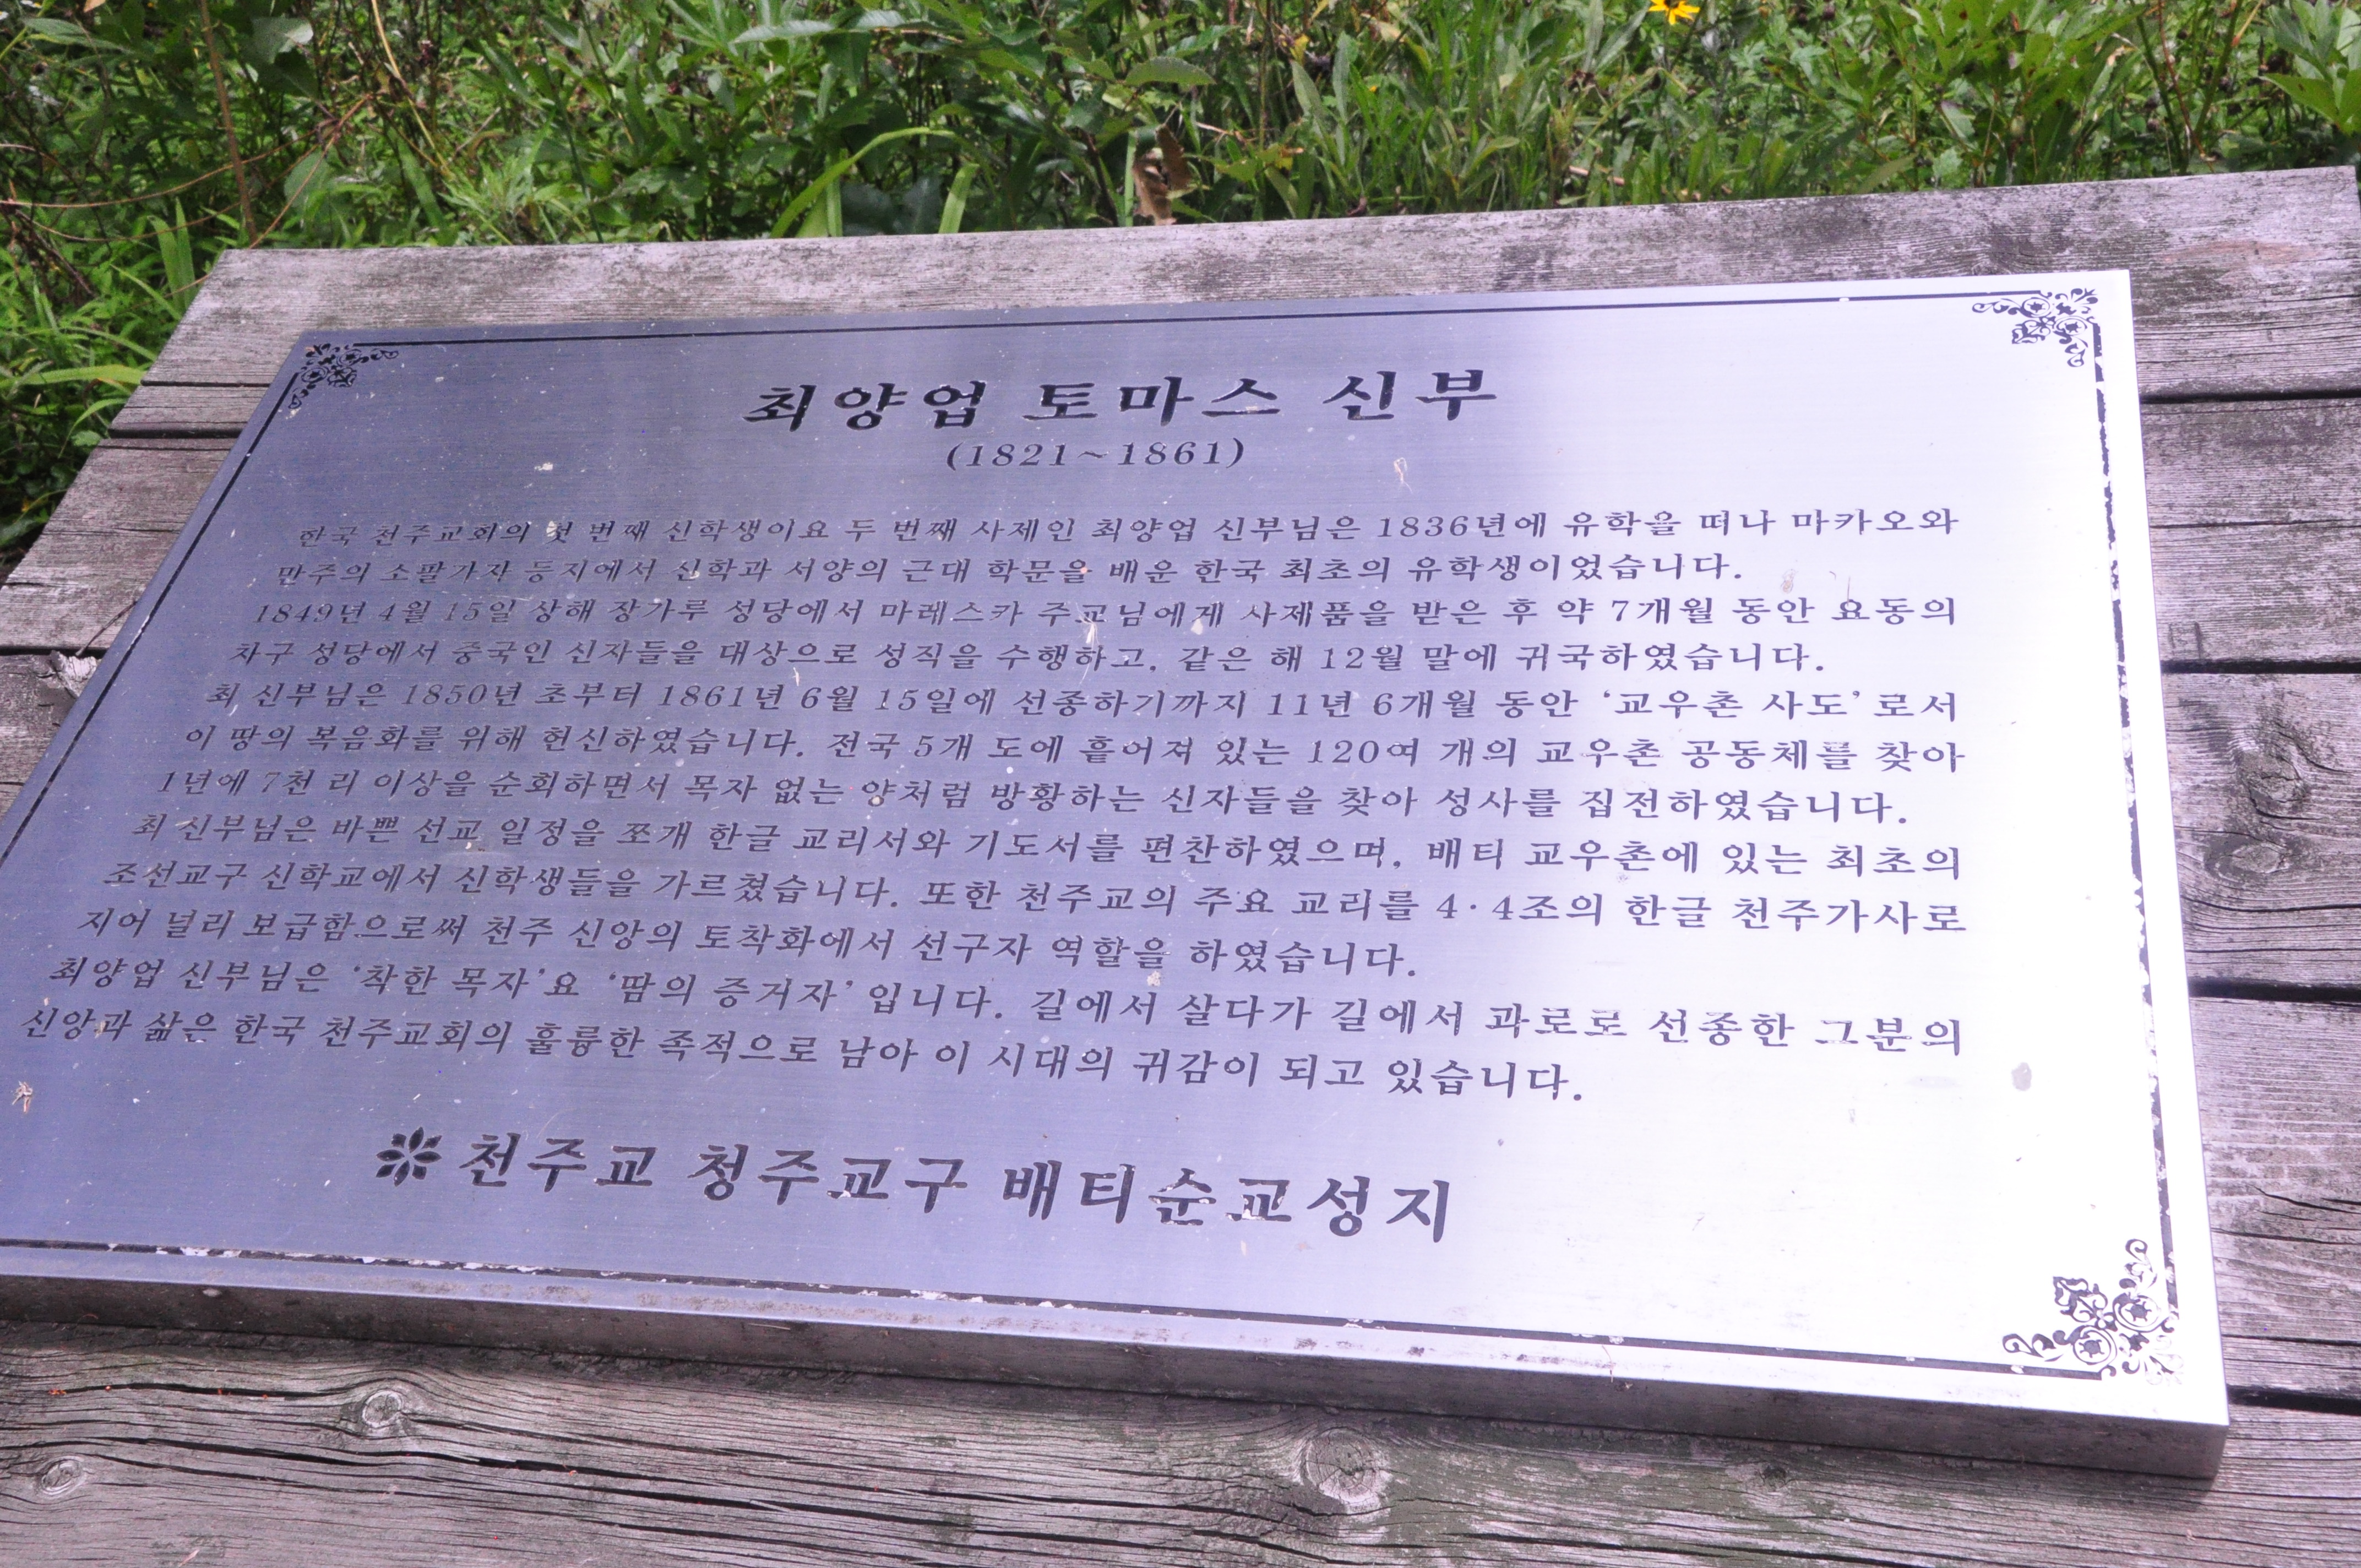 최양업 토마스 신부
(1821~1861)
한국 천주교회의 첫 번째 신학생이요 두 번째 사제인 최양업 신부님은 1836년에 유학을 떠나 마카오와
만주의 소팔가자 등지에서 신학과 서양의 근대 학문을 배운 한국 최초의 유학생이었습니다.
1849년 4월 15일 상해 장가루 성당에서 마레스카 주교님에게 사제품을 받은 후 약 7개월 동안 요동의
차구 성당에서 중국인 신자들을 대상으로 성직을 수행하고, 같은 해 12월 말에 귀국하였습니다.
최 신부님은 1850년 초부터 1861년 6월 15일에 선종하기까지 11년 6개월 동안 ‘교우촌 사도’로서
이 땅의 복음화를 위해 헌신하였습니다. 전국 5개 도에 흩어져 있는 120여 개의 교우촌 공동체를 찾아
1년에 7천 리 이상을 순회하면서 목자 없는 양처럼 방황하는 신자들을 찾아 성사를 집전하였습니다.
최 신부님은 바쁜 선교 일정을 쪼개 한글 교리서와 기도서를 편찬하였으며, 배티 교우촌에 있는 최초의
조선교구 신학교에서 신학생들을 가르쳤습니다. 또한 천주교의 주요 교리를 4·4조의 한글 천주가사로
지어 널리 보급함으로써 천주 신앙의 토착화에서 선구자 역할을 하였습니다.
최양업 신부님은 ‘착한 목자’요 ‘땀의 증거자’입니다. 길에서 살다가 길에서 과로로 선종한 그분의
신앙과 삶은 한국 천주교회의 훌륭한 족적으로 남아 이 시대의 귀감이 되고 있습니다.
천주교 청주교구 배티순교성지